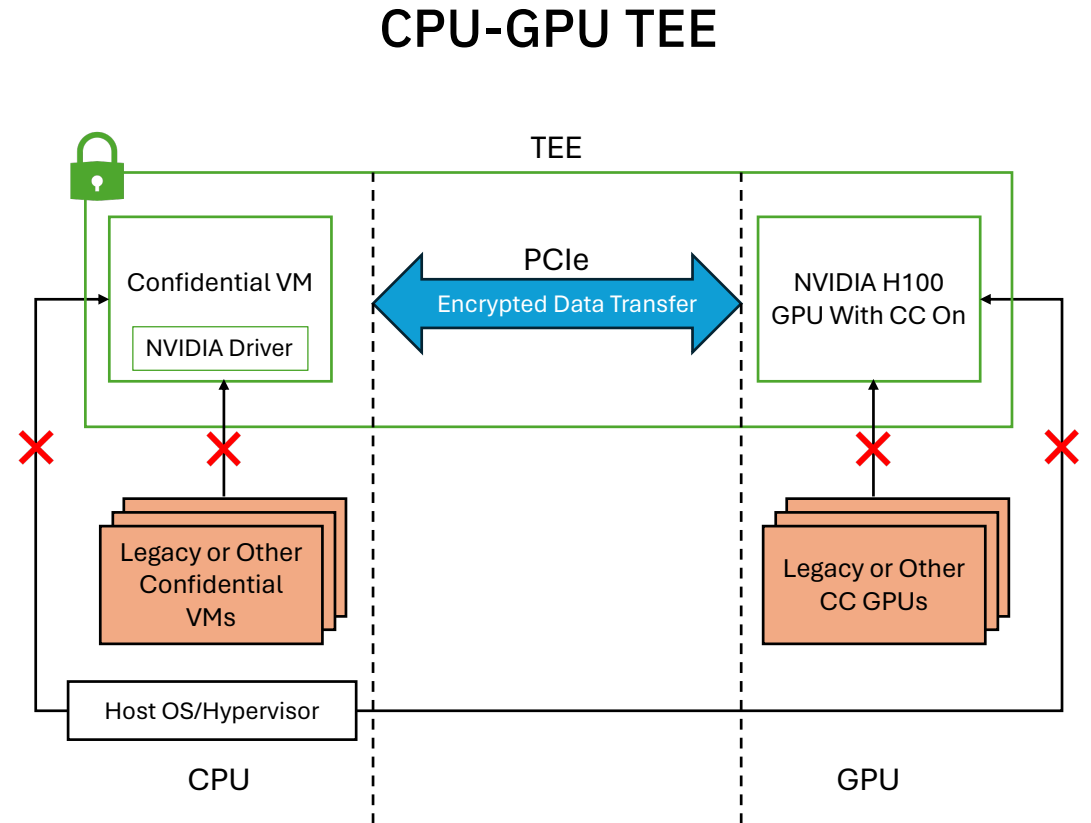 CPU-GPU TEE
TEE
PCIe
Encrypted Data Transfer
Confidential VM
NVIDIA Driver
NVIDIA H100
GPU With CC On
Legacy or Other
Confidential
VMs
Legacy or Other
CC GPUs
Host OS/Hypervisor
CPU
GPU